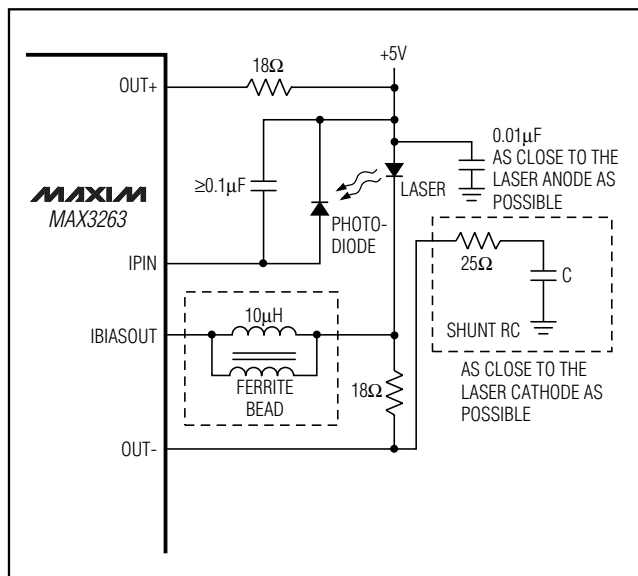 +5V
18Ω
OUT+
0.01μF
AS CLOSE TO THE
LASER ANODE AS
POSSIBLE
≥0.1μF
LASER
MAXIM
MAX3263
PHOTO-
DIODE
IPIN
25Ω
C
SHUNT RC
10μH
IBIASOUT
FERRITE
BEAD
18Ω
AS CLOSE TO THE
LASER CATHODE AS
POSSIBLE
OUT-